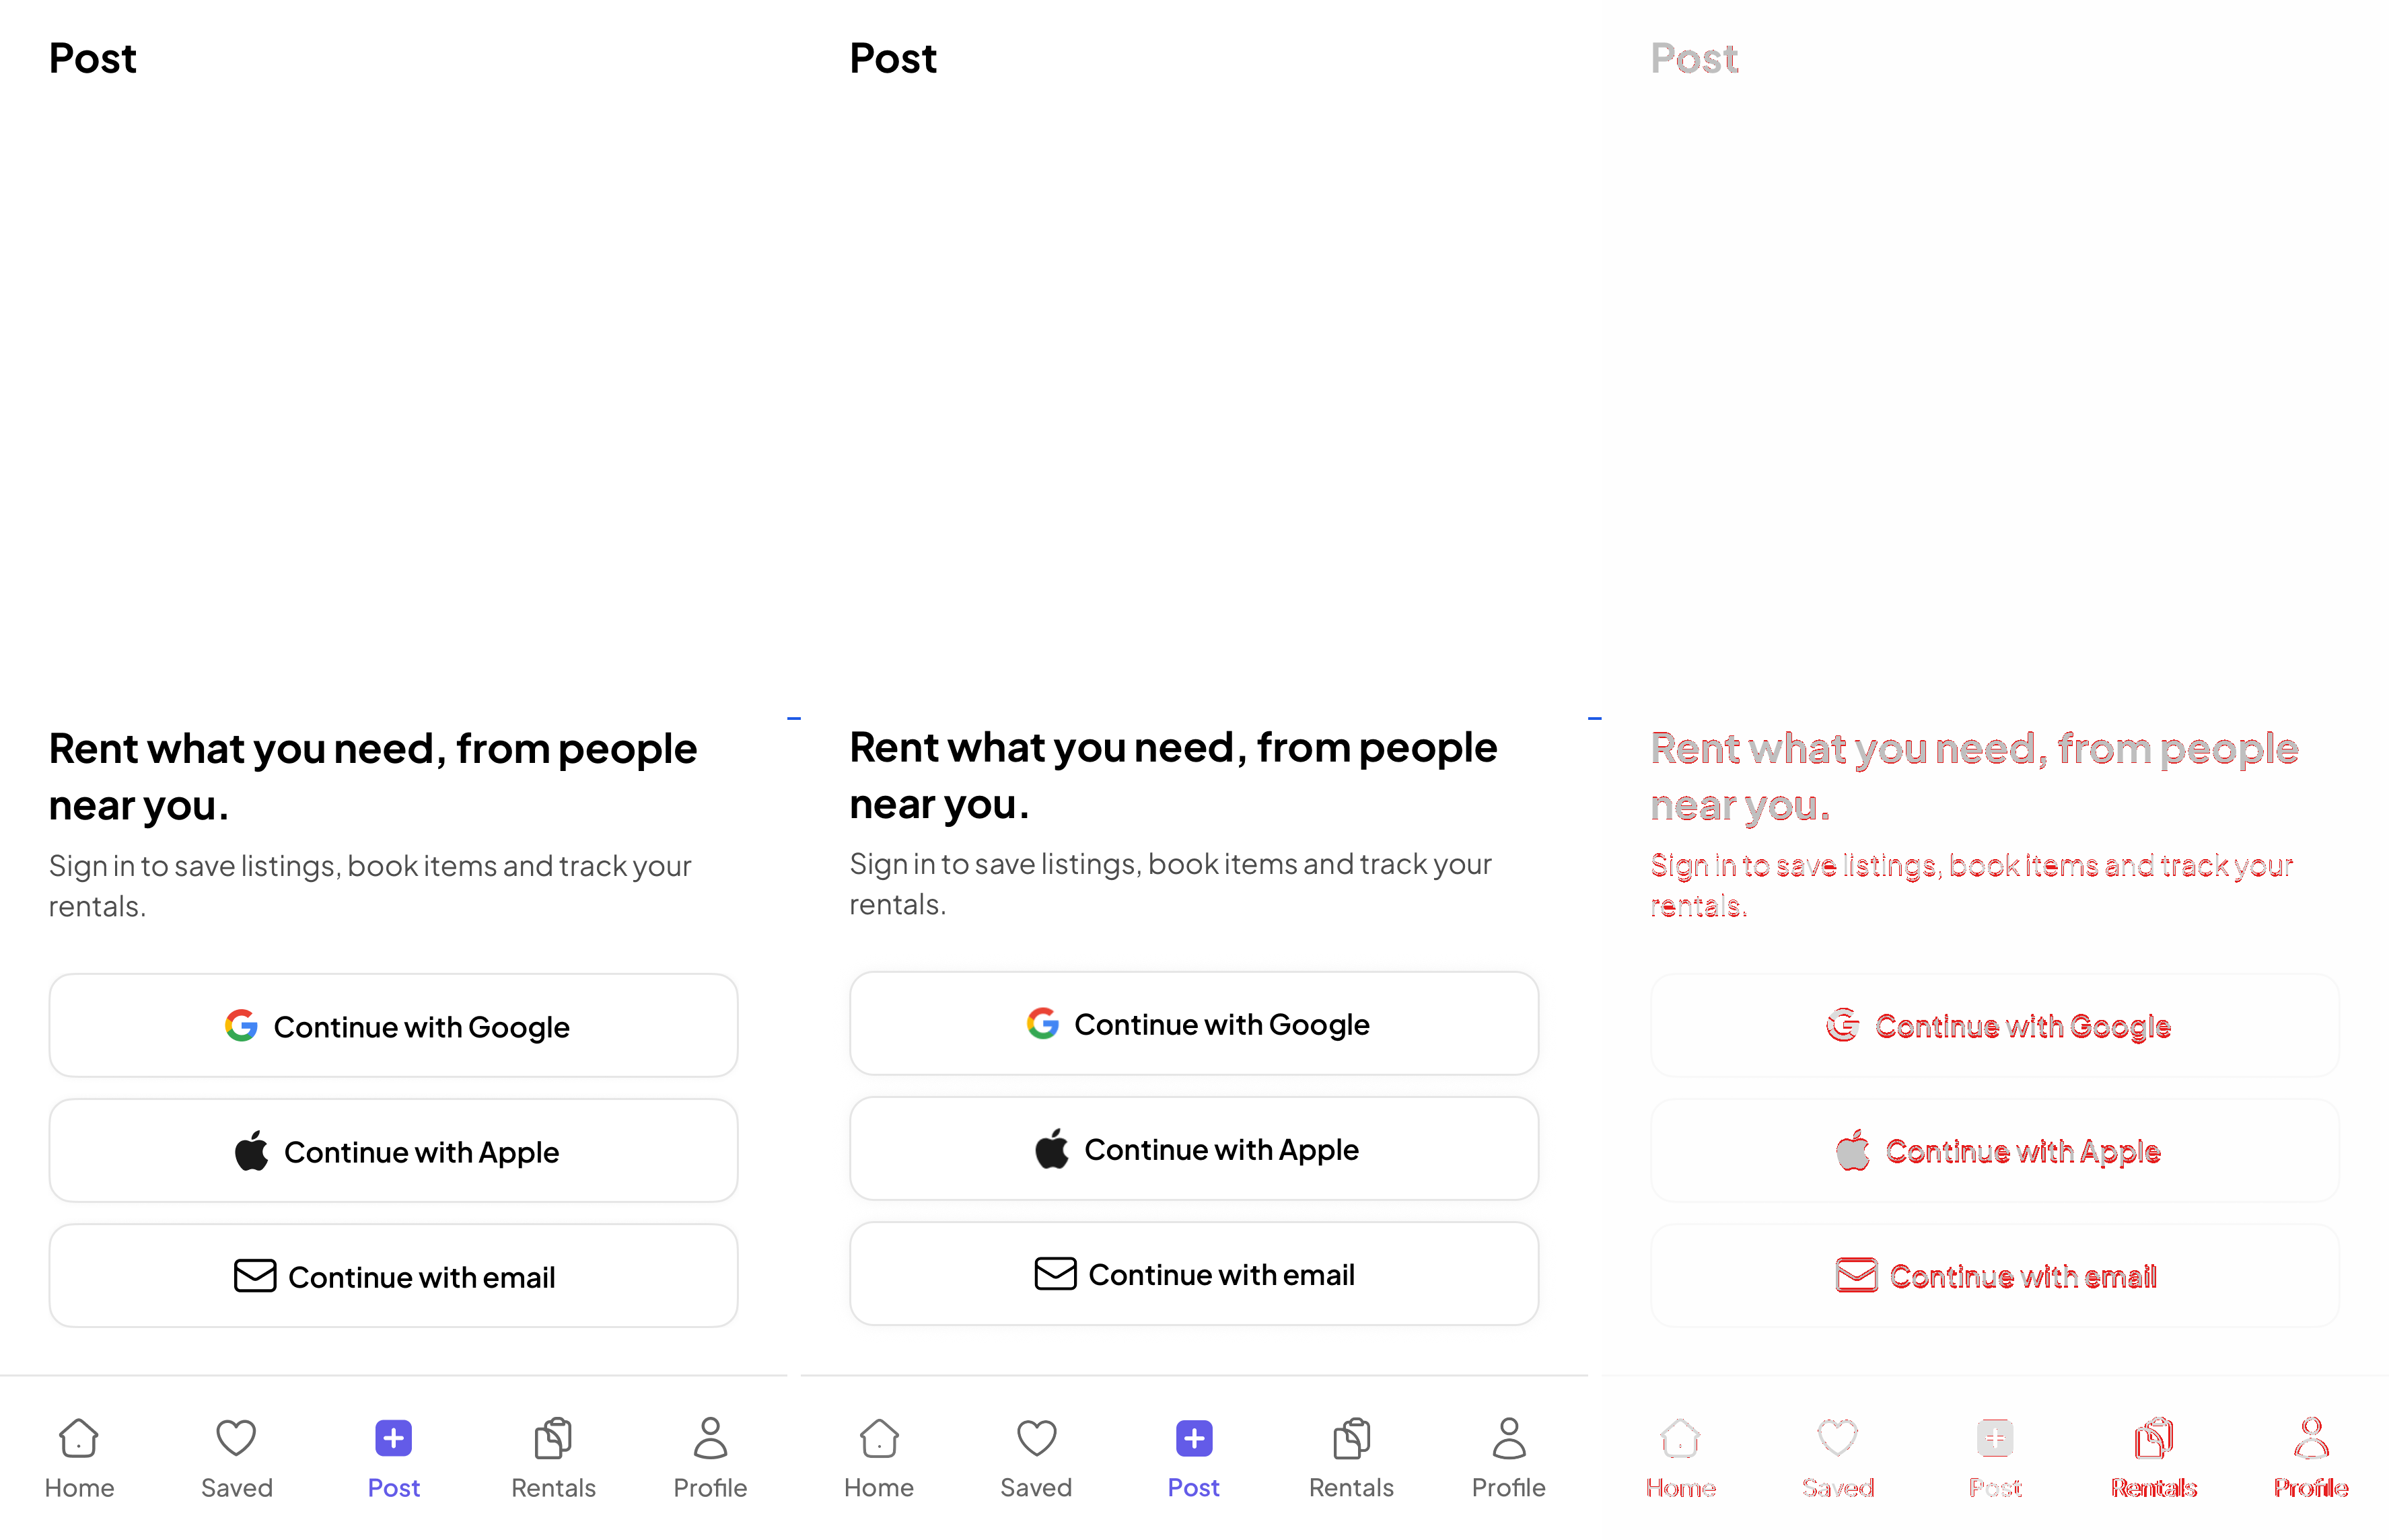 Post
Rent what you need, from people
near you.
Sign in to save listings, book items and track your
rentals.
Continue with Google
Continue with Apple
Continue with email
Home Saved Post Rentals Profile
Post
Rent what you need, from people
near you.
Sign in to save listings, book items and track your
rentals.
Continue with Google
Continue with Apple
Continue with email
Home Saved Post Rentals Profile
Post
Rent what you need, from people
near you.
Sign in to save listings, book items and track your
rentals.
Continue with Google
Continue with Apple
Continue with email
Home Saved Post Rentals Profile